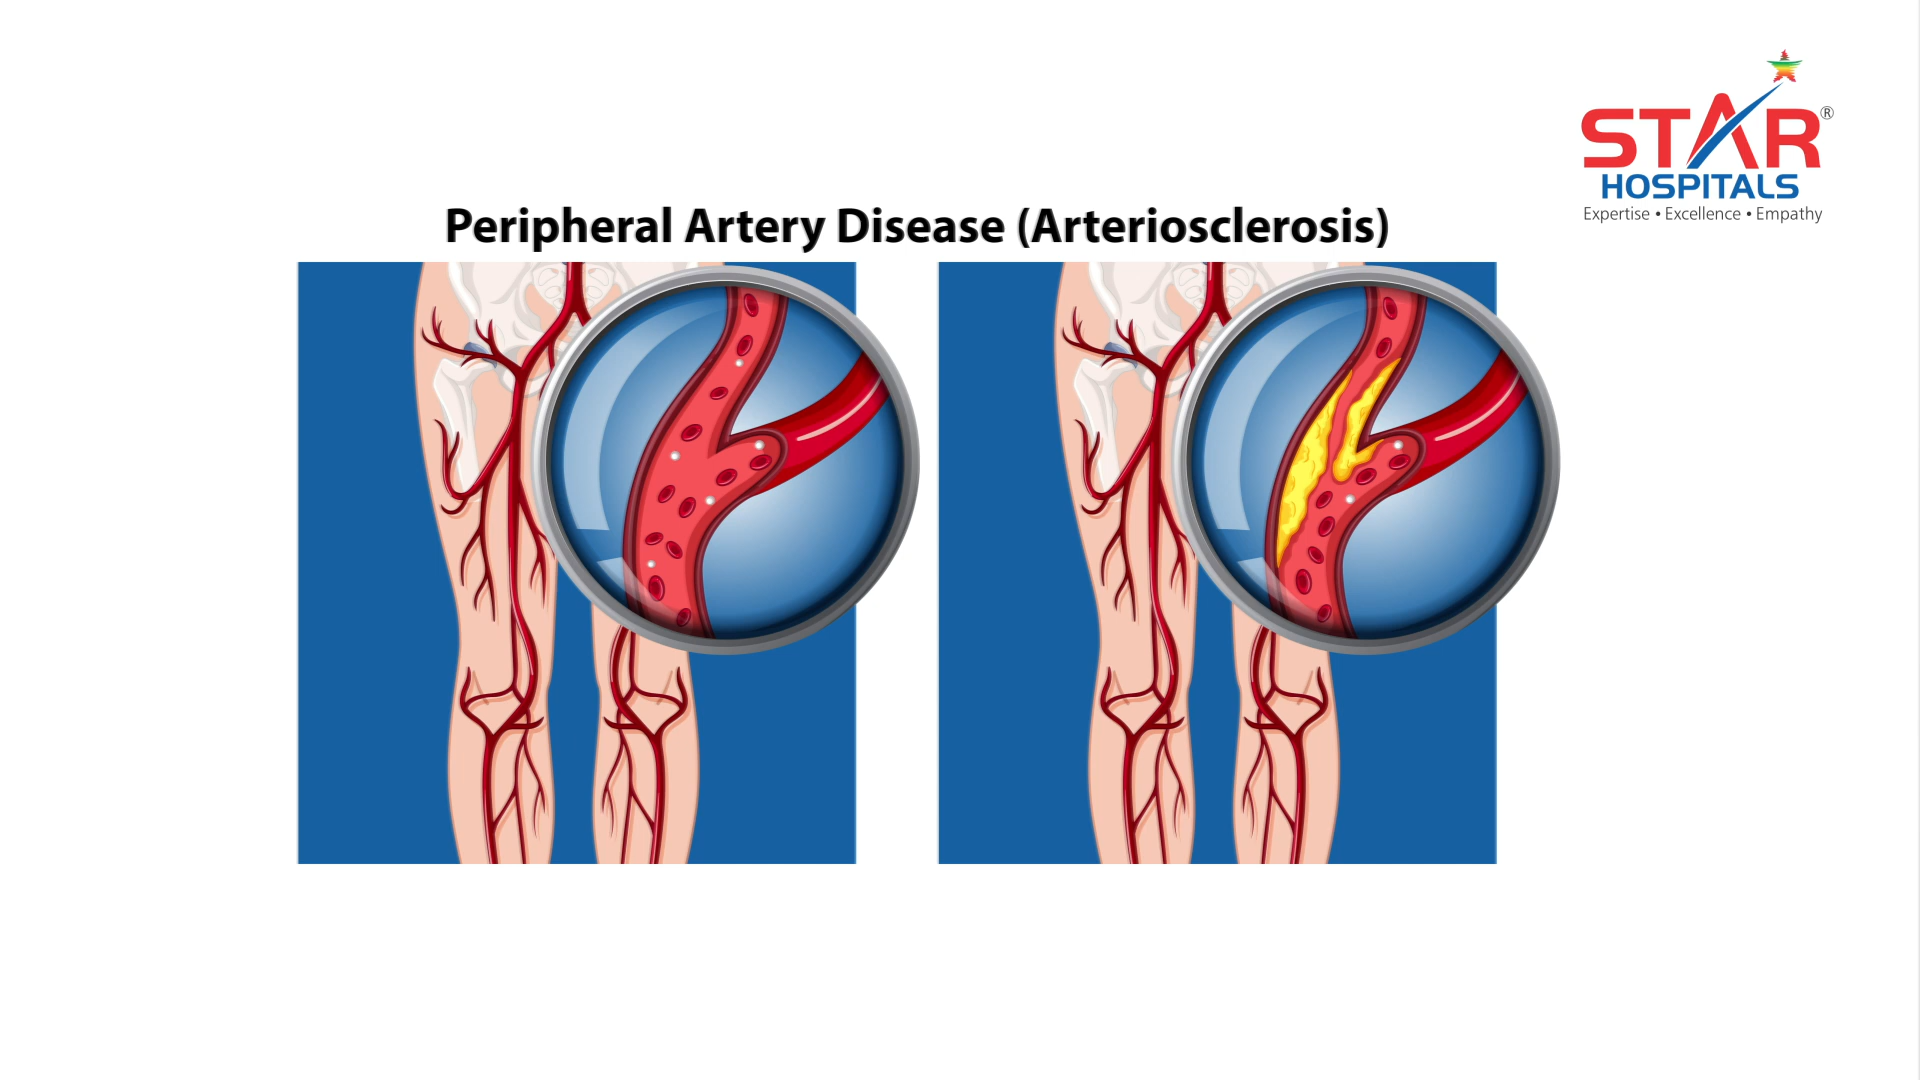 STAR®
HOSPITALS
Expertise • Excellence • Empathy
Peripheral Artery Disease (Arteriosclerosis)